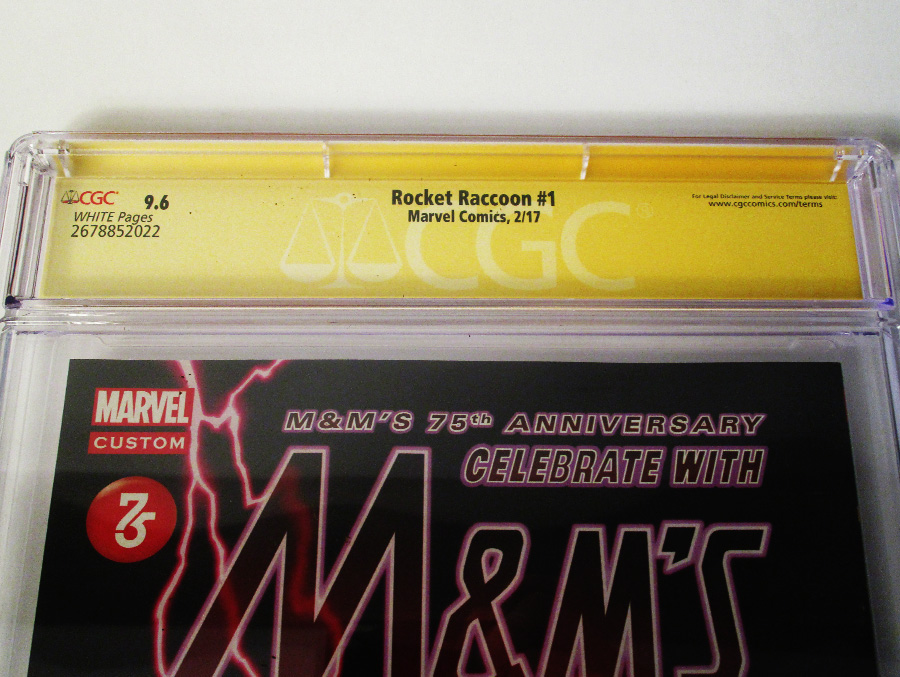 CGC® 9.6
WHITE Pages
2678852022
Rocket Raccoon #1
Marvel Comics, 2/17
For Legal Disclaimer and Service Terms please visit:
www.cgccomics.com/terms
CGC®
MARVEL
CUSTOM
75
M&M'S 75th ANNIVERSARY
CELEBRATE WITH
M&M'S